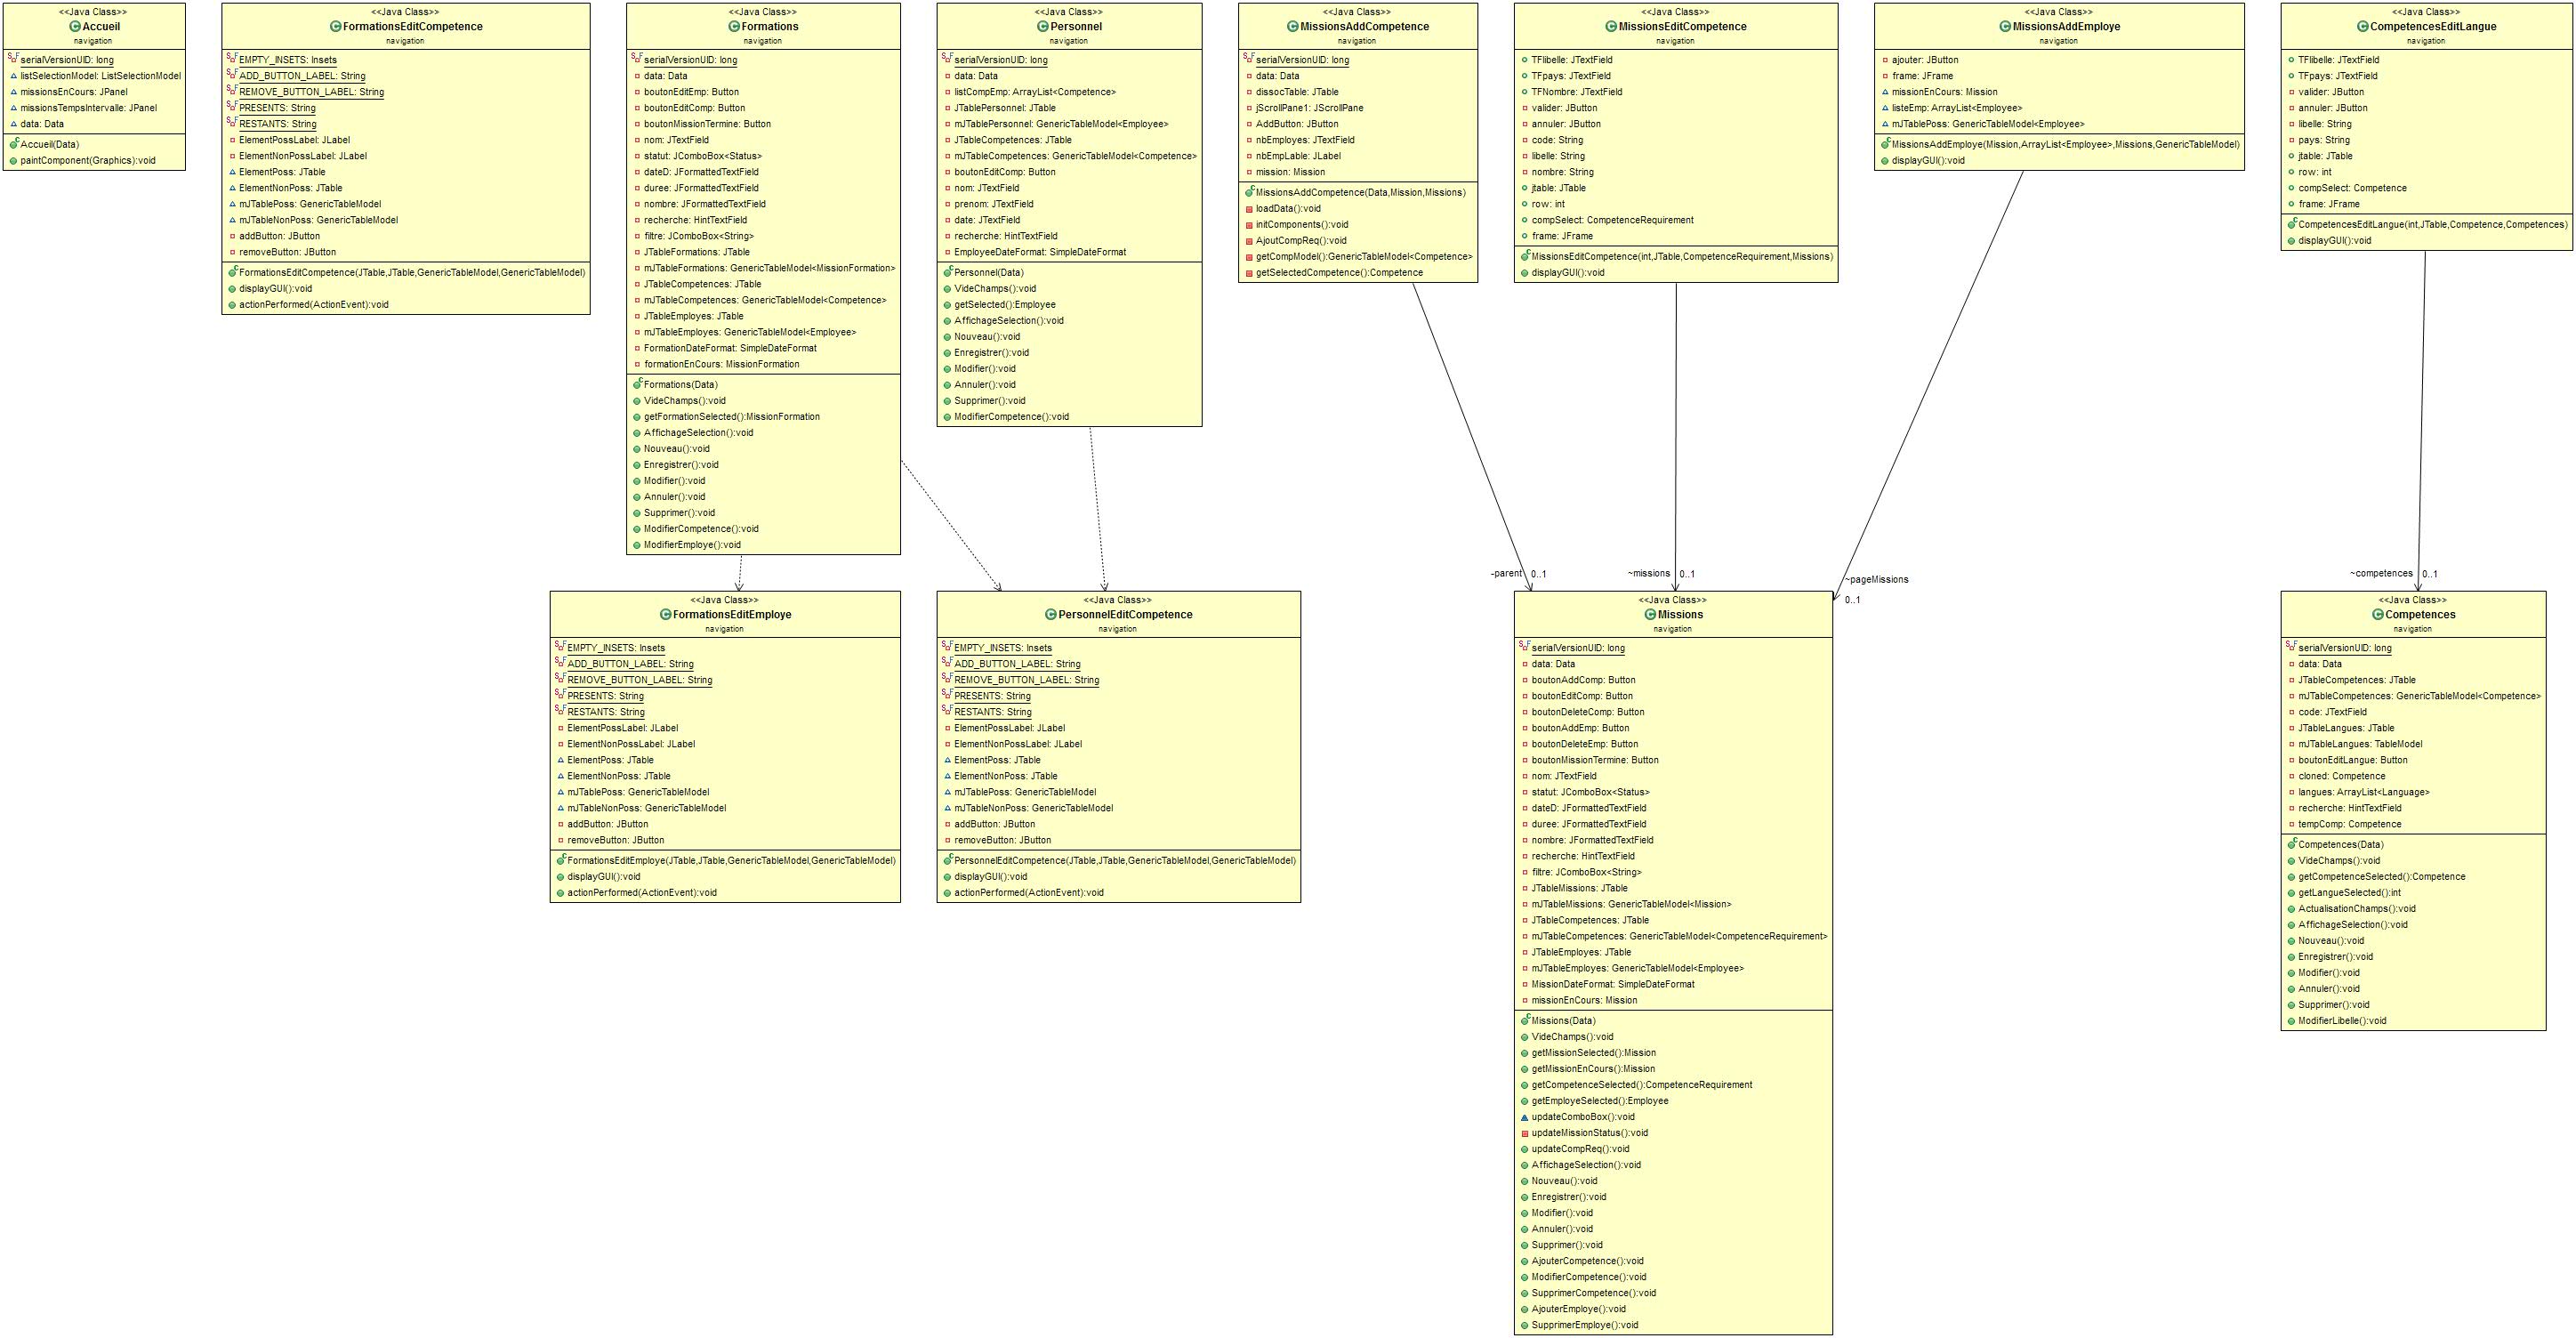 <<Java Class>>
Accueil
navigation
serialVersionUID: long
listSelectionModel: ListSelectionModel
missionsEnCours: JPanel
missionsTempsIntervalle: JPanel
data: Data
Accueil(Data)
paintComponent(Graphics):void
<<Java Class>>
FormationsEditCompetence
navigation
EMPTY_INSETS: Insets
ADD_BUTTON_LABEL: String
REMOVE_BUTTON_LABEL: String
PRESENTS: String
RESTANTS: String
ElementPossLabel: JLabel
ElementNonPossLabel: JLabel
ElementPoss: JTable
ElementNonPoss: JTable
mJTablePoss: GenericTableModel
mJTableNonPoss: GenericTableModel
addButton: JButton
removeButton: JButton
FormationsEditCompetence(JTable,JTable,GenericTableModel,GenericTableModel)
displayGUI():void
actionPerformed(ActionEvent):void
<<Java Class>>
Formations
navigation
serialVersionUID: long
data: Data
boutonEditEmp: Button
boutonEditComp: Button
boutonMissionTermine: Button
nom: JTextField
statut: JComboBox<Status>
dateD: JFormattedTextField
duree: JFormattedTextField
nombre: JFormattedTextField
recherche: HintTextField
filtre: JComboBox<String>
JTableFormations: JTable
mJTableFormations: GenericTableModel<MissionFormation>
JTableCompetences: JTable
mJTableCompetences: GenericTableModel<Competence>
JTableEmployes: JTable
mJTableEmployes: GenericTableModel<Employee>
FormationDateFormat: SimpleDateFormat
formationEnCours: MissionFormation
Formations(Data)
VideChamps():void
getFormationSelected():MissionFormation
AffichageSelection():void
Nouveau():void
Enregistrer():void
Modifier():void
Annuler():void
Supprimer():void
ModifierCompetence():void
ModifierEmploye():void
<<Java Class>>
Personnel
navigation
serialVersionUID: long
data: Data
listCompEmp: ArrayList<Competence>
JTablePersonnel: JTable
mJTablePersonnel: GenericTableModel<Employee>
JTableCompetences: JTable
mJTableCompetences: GenericTableModel<Competence>
boutonEditComp: Button
nom: JTextField
prenom: JTextField
date: JTextField
recherche: HintTextField
EmployeeDateFormat: SimpleDateFormat
Personnel(Data)
VideChamps():void
getSelected():Employee
AffichageSelection():void
Nouveau():void
Enregistrer():void
Modifier():void
Annuler():void
Supprimer():void
ModifierCompetence():void
<<Java Class>>
MissionsAddCompetence
navigation
serialVersionUID: long
data: Data
dissocTable: JTable
jScrollPane1: JScrollPane
AddButton: JButton
nbEmployes: JTextField
nbEmpLable: JLabel
mission: Mission
MissionsAddCompetence(Data,Mission,Missions)
loadData():void
initComponents():void
AjoutCompReq():void
getCompModel():GenericTableModel<Competence>
getSelectedCompetence():Competence
<<Java Class>>
MissionsEditCompetence
navigation
TFlibelle: JTextField
TFpays: JTextField
TFNombre: JTextField
valider: JButton
annuler: JButton
code: String
libelle: String
nombre: String
jtable: JTable
row: int
compSelect: CompetenceRequirement
frame: JFrame
MissionsEditCompetence(int,JTable,CompetenceRequirement,Missions)
displayGUI():void
<<Java Class>>
MissionsAddEmploye
navigation
ajouter: JButton
frame: JFrame
missionEnCours: Mission
listeEmp: ArrayList<Employee>
mJTablePoss: GenericTableModel<Employee>
MissionsAddEmploye(Mission,ArrayList<Employee>,Missions,GenericTableModel)
displayGUI():void
<<Java Class>>
CompetencesEditLangue
navigation
TFlibelle: JTextField
TFpays: JTextField
valider: JButton
annuler: JButton
libelle: String
pays: String
jtable: JTable
row: int
compSelect: Competence
frame: JFrame
CompetencesEditLangue(int,JTable,Competence,Competences)
displayGUI():void
-parent 0..1
~missions 0..1
~pageMissions
0..1
~competences 0..1
<<Java Class>>
FormationsEditEmploye
navigation
EMPTY_INSETS: Insets
ADD_BUTTON_LABEL: String
REMOVE_BUTTON_LABEL: String
PRESENTS: String
RESTANTS: String
ElementPossLabel: JLabel
ElementNonPossLabel: JLabel
ElementPoss: JTable
ElementNonPoss: JTable
mJTablePoss: GenericTableModel
mJTableNonPoss: GenericTableModel
addButton: JButton
removeButton: JButton
FormationsEditEmploye(JTable,JTable,GenericTableModel,GenericTableModel)
displayGUI():void
actionPerformed(ActionEvent):void
<<Java Class>>
PersonnelEditCompetence
navigation
EMPTY_INSETS: Insets
ADD_BUTTON_LABEL: String
REMOVE_BUTTON_LABEL: String
PRESENTS: String
RESTANTS: String
ElementPossLabel: JLabel
ElementNonPossLabel: JLabel
ElementPoss: JTable
ElementNonPoss: JTable
mJTablePoss: GenericTableModel
mJTableNonPoss: GenericTableModel
addButton: JButton
removeButton: JButton
PersonnelEditCompetence(JTable,JTable,GenericTableModel,GenericTableModel)
displayGUI():void
actionPerformed(ActionEvent):void
<<Java Class>>
Missions
navigation
serialVersionUID: long
data: Data
boutonAddComp: Button
boutonEditComp: Button
boutonDeleteComp: Button
boutonAddEmp: Button
boutonDeleteEmp: Button
boutonMissionTermine: Button
nom: JTextField
statut: JComboBox<Status>
dateD: JFormattedTextField
duree: JFormattedTextField
nombre: JFormattedTextField
recherche: HintTextField
filtre: JComboBox<String>
JTableMissions: JTable
mJTableMissions: GenericTableModel<Mission>
JTableCompetences: JTable
mJTableCompetences: GenericTableModel<CompetenceRequirement>
JTableEmployes: JTable
mJTableEmployes: GenericTableModel<Employee>
MissionDateFormat: SimpleDateFormat
missionEnCours: Mission
Missions(Data)
VideChamps():void
getMissionSelected():Mission
getMissionEnCours():Mission
getCompetenceSelected():CompetenceRequirement
getEmployeSelected():Employee
updateComboBox():void
updateMissionStatus():void
updateCompReq():void
AffichageSelection():void
Nouveau():void
Enregistrer():void
Modifier():void
Annuler():void
Supprimer():void
AjouterCompetence():void
ModifierCompetence():void
SupprimerCompetence():void
AjouterEmploye():void
SupprimerEmploye():void
<<Java Class>>
Competences
navigation
serialVersionUID: long
data: Data
JTableCompetences: JTable
mJTableCompetences: GenericTableModel<Competence>
code: JTextField
JTableLangues: JTable
mJTableLangues: TableModel
boutonEditLangue: Button
cloned: Competence
langues: ArrayList<Language>
recherche: HintTextField
tempComp: Competence
Competences(Data)
VideChamps():void
getCompetenceSelected():Competence
getLangueSelected():int
ActualisationChamps():void
AffichageSelection():void
Nouveau():void
Enregistrer():void
Modifier():void
Annuler():void
Supprimer():void
ModifierLibelle():void